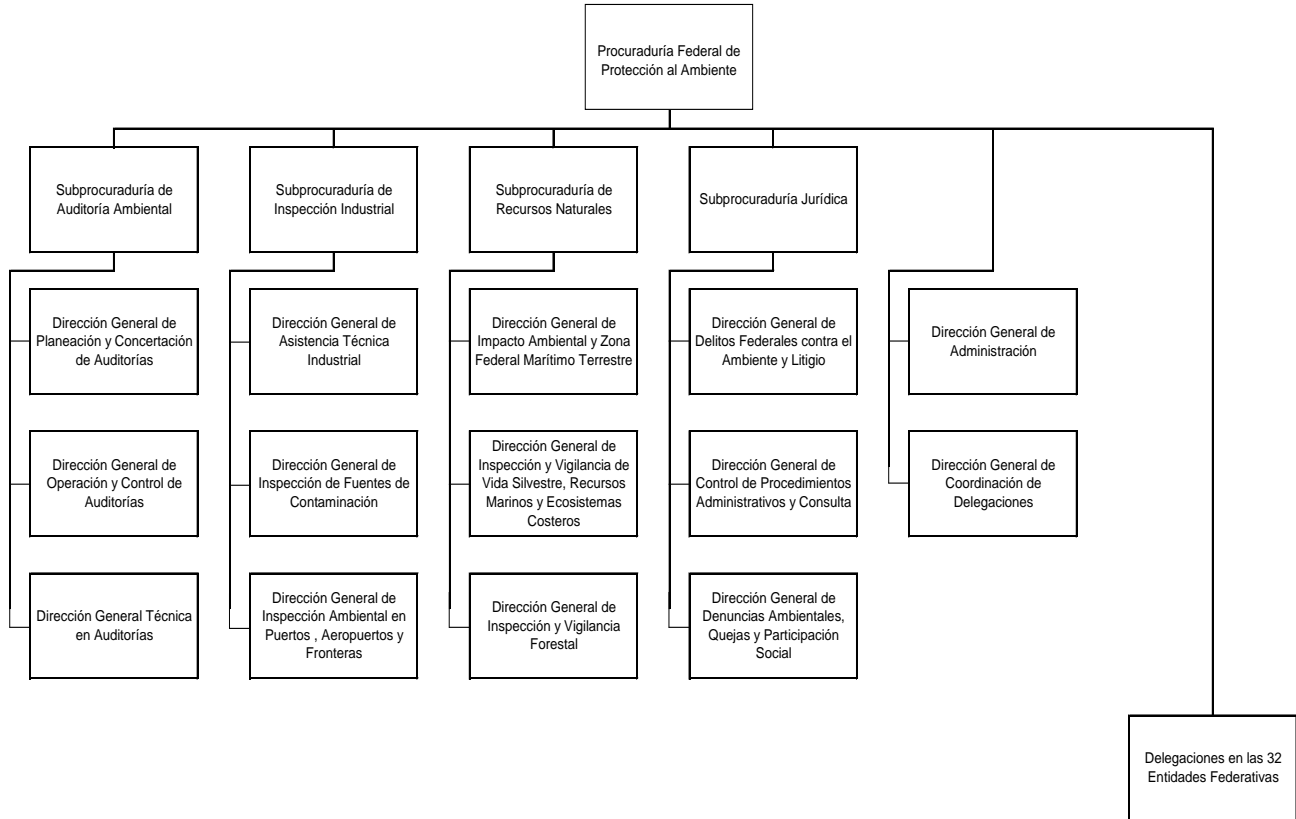 Procuraduría Federal de
Protección al Ambiente
Subprocuraduría de
Auditoría Ambiental
Subprocuraduría de
Inspección Industrial
Subprocuraduría de
Recursos Naturales
Subprocuraduría Jurídica
Dirección General de
Planeación y Concertación
de Auditorías
Dirección General de
Asistencia Técnica
Industrial
Dirección General de
Impacto Ambiental y Zona
Federal Marítimo Terrestre
Dirección General de
Delitos Federales contra el
Ambiente y Litigio
Dirección General de
Administración
Dirección General de
Operación y Control de
Auditorías
Dirección General de
Inspección de Fuentes de
Contaminación
Dirección General de
Inspección y Vigilancia de
Vida Silvestre, Recursos
Marinos y Ecosistemas
Costeros
Dirección General de
Control de Procedimientos
Administrativos y Consulta
Dirección General de
Coordinación de
Delegaciones
Dirección General Técnica
en Auditorías
Dirección General de
Inspección Ambiental en
Puertos , Aeropuertos y
Fronteras
Dirección General de
Inspección y Vigilancia
Forestal
Dirección General de
Denuncias Ambientales,
Quejas y Participación
Social
Delegaciones en las 32
Entidades Federativas